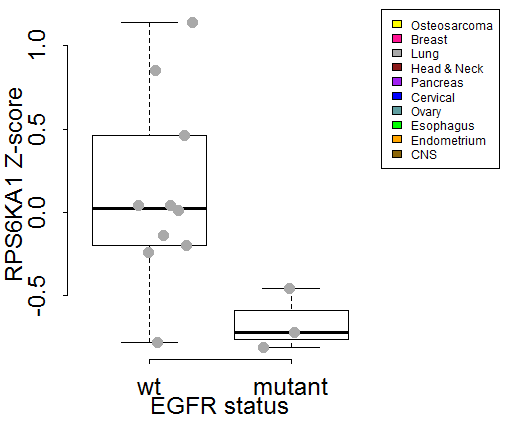 RPS6KA1 Z-score
1.0
0.5
0.0
-0.5
wt mutant
EGFR status
Osteosarcoma
Breast
Lung
Head & Neck
Pancreas
Cervical
Ovary
Esophagus
Endometrium
CNS